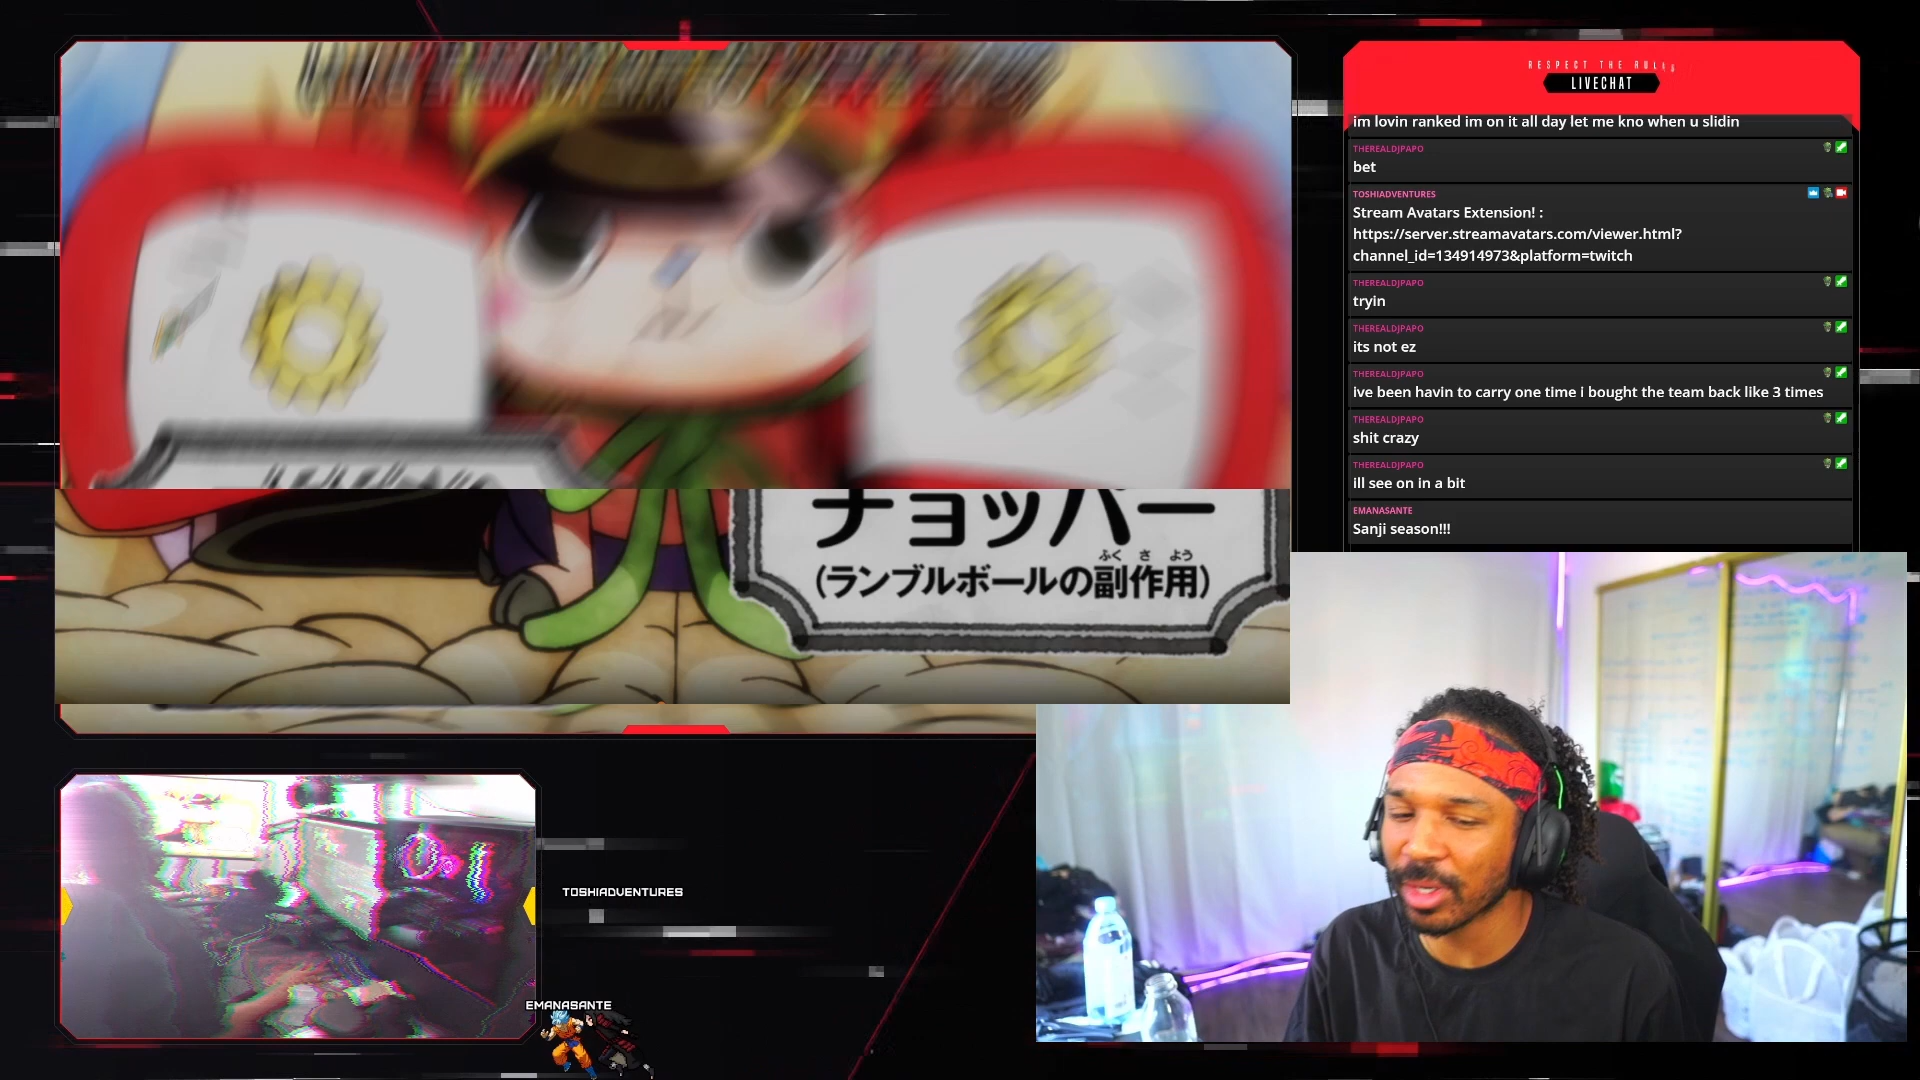 RESPECT THE RULES
LIVECHAT
im lovin ranked im on it all day let me kno when u slidin
THEREALDJPAPO
bet
TOSHIADVENTURES
Stream Avatars Extension! :
https://server.streamavatars.com/viewer.html?
channel_id=134914973&platform=twitch
THEREALDJPAPO
tryin
THEREALDJPAPO
its not ez
THEREALDJPAPO
ive been havin to carry one time i bought the team back like 3 times
THEREALDJPAPO
shit crazy
THEREALDJPAPO
ill see on in a bit
EMANASANTE
Sanji season!!!
チョッパー
ふくさよう
(ランブルボールの副作用)
TOSHIADVENTURES
EMANASANTE